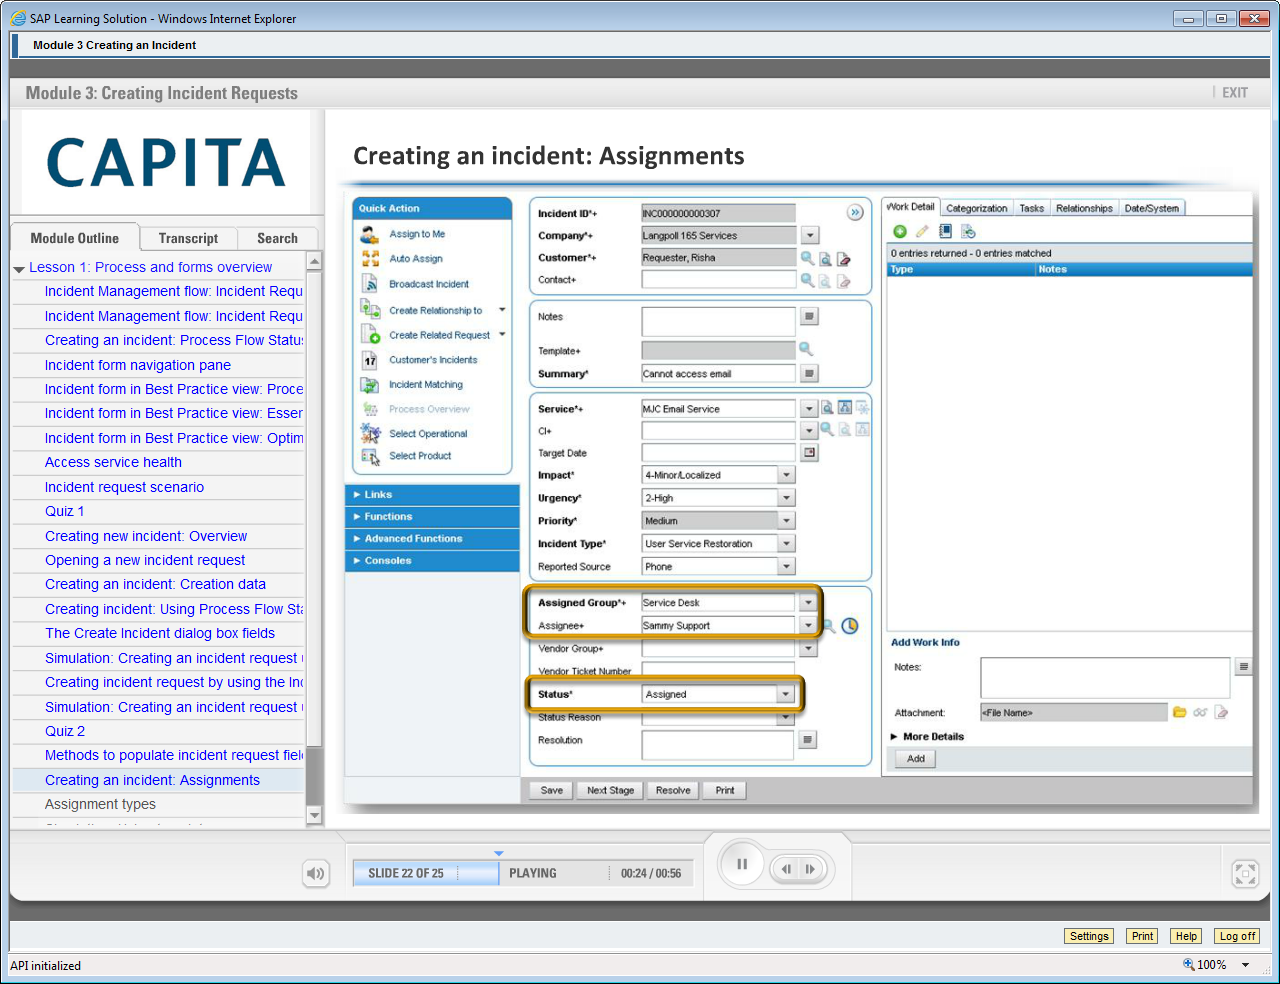 SAP Learning Solution - Windows Internet Explorer
Module 3 Creating an Incident
Module 3: Creating Incident Requests
EXIT
CAPITA
Module Outline
Transcript
Search
Lesson 1: Process and forms overview
Incident Management flow: Incident Requ
Incident Management flow: Incident Requ
Creating an incident: Process Flow Statu
Incident form navigation pane
Incident form in Best Practice view: Proce
Incident form in Best Practice view: Esser
Incident form in Best Practice view: Optim
Access service health
Incident request scenario
Quiz 1
Creating new incident: Overview
Opening a new incident request
Creating an incident: Creation data
Creating incident: Using Process Flow Sta
The Create Incident dialog box fields
Simulation: Creating an incident request
Creating incident request by using the Inc
Simulation: Creating an incident request
Quiz 2
Methods to populate incident request fiel
Creating an incident: Assignments
Assignment types
Creating an incident: Assignments
Quick Action
Assign to Me
Auto Assign
Broadcast Incident
Create Relationship to
Create Related Request
17 Customer's Incidents
Incident Matching
Process Overview
Select Operational
Select Product
Links
Functions
Advanced Functions
Consoles
Incident ID*+ INC000000000307
Company*+ Langpoll 165 Services
Customer*+ Requester, Risha
Contact+
Notes
Template+
Summary* Cannot access email
Service*+ MJC Email Service
CI+
Target Date
Impact* 4-Minor/Localized
Urgency* 2-High
Priority* Medium
Incident Type* User Service Restoration
Reported Source Phone
Assigned Group*+ Service Desk
Assignee+ Sammy Support
Vendor Group+
Vendor Ticket Number
Status* Assigned
Status Reason
Resolution
Save Next Stage Resolve Print
Work Detail Categorization Tasks Relationships Date/System
0 entries returned - 0 entries matched
Type Notes
Add Work Info
Notes:
Attachment: <File Name>
More Details
Add
SLIDE 22 OF 25 PLAYING 00:24 / 00:56
Settings Print Help Log off
API initialized
100%